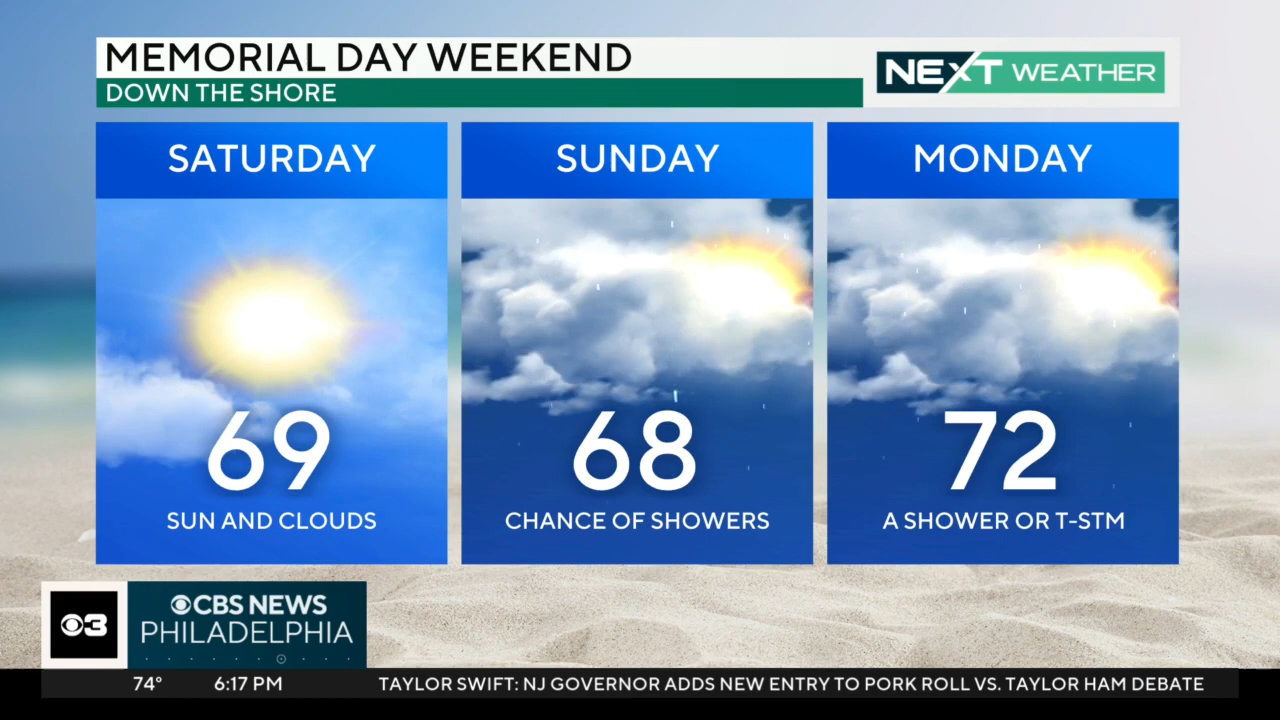 MEMORIAL DAY WEEKEND
DOWN THE SHORE
NEXT WEATHER
SATURDAY
69
SUN AND CLOUDS
SUNDAY
68
CHANCE OF SHOWERS
MONDAY
72
A SHOWER OR T-STM
3
CBS NEWS
PHILADELPHIA
74° 6:17 PM TAYLOR SWIFT: NJ GOVERNOR ADDS NEW ENTRY TO PORK ROLL VS. TAYLOR HAM DEBATE